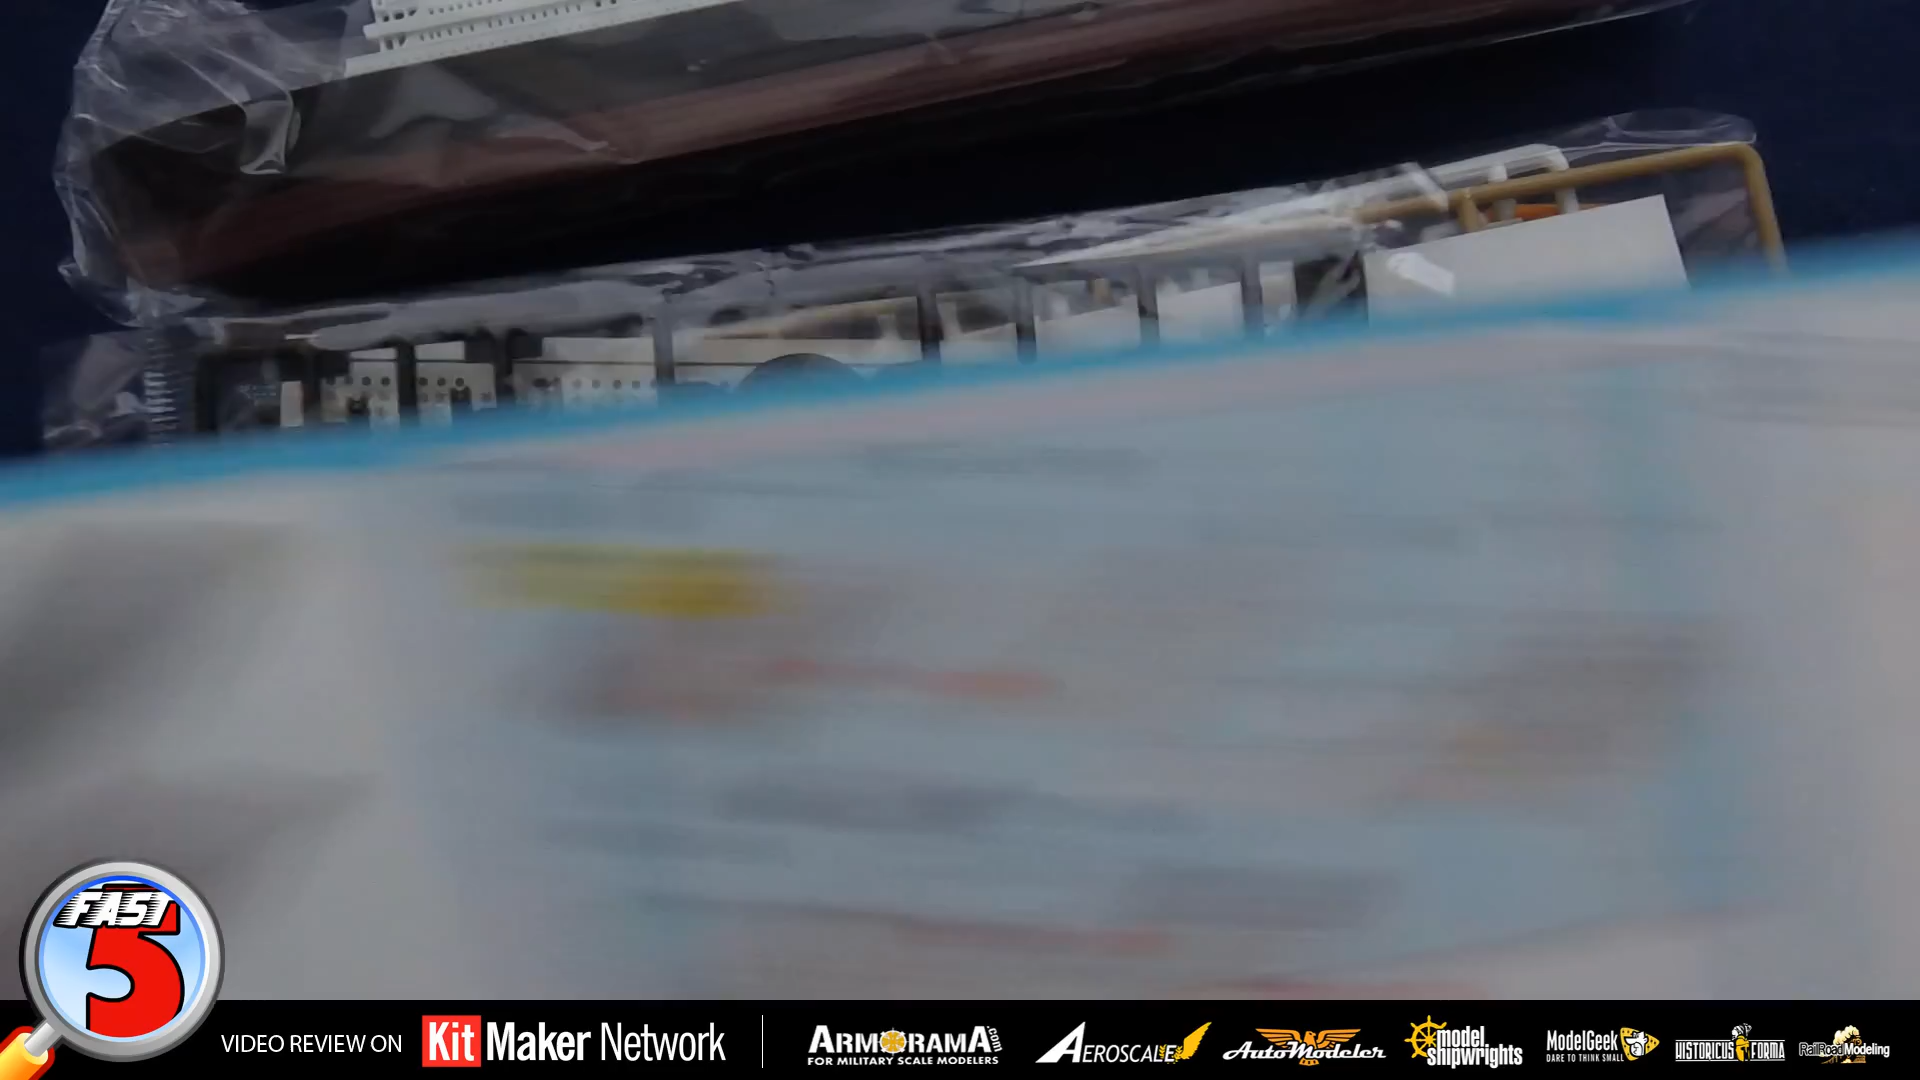 FAST
5
VIDEO REVIEW ON
Kit Maker Network
ARMORAMA.com
FOR MILITARY SCALE MODELERS
AEROSCALE
AutoModeler
model
shipwrights
ModelGeek
DARE TO THINK SMALL
HISTORICUS FORMA
RailRoad Modeling